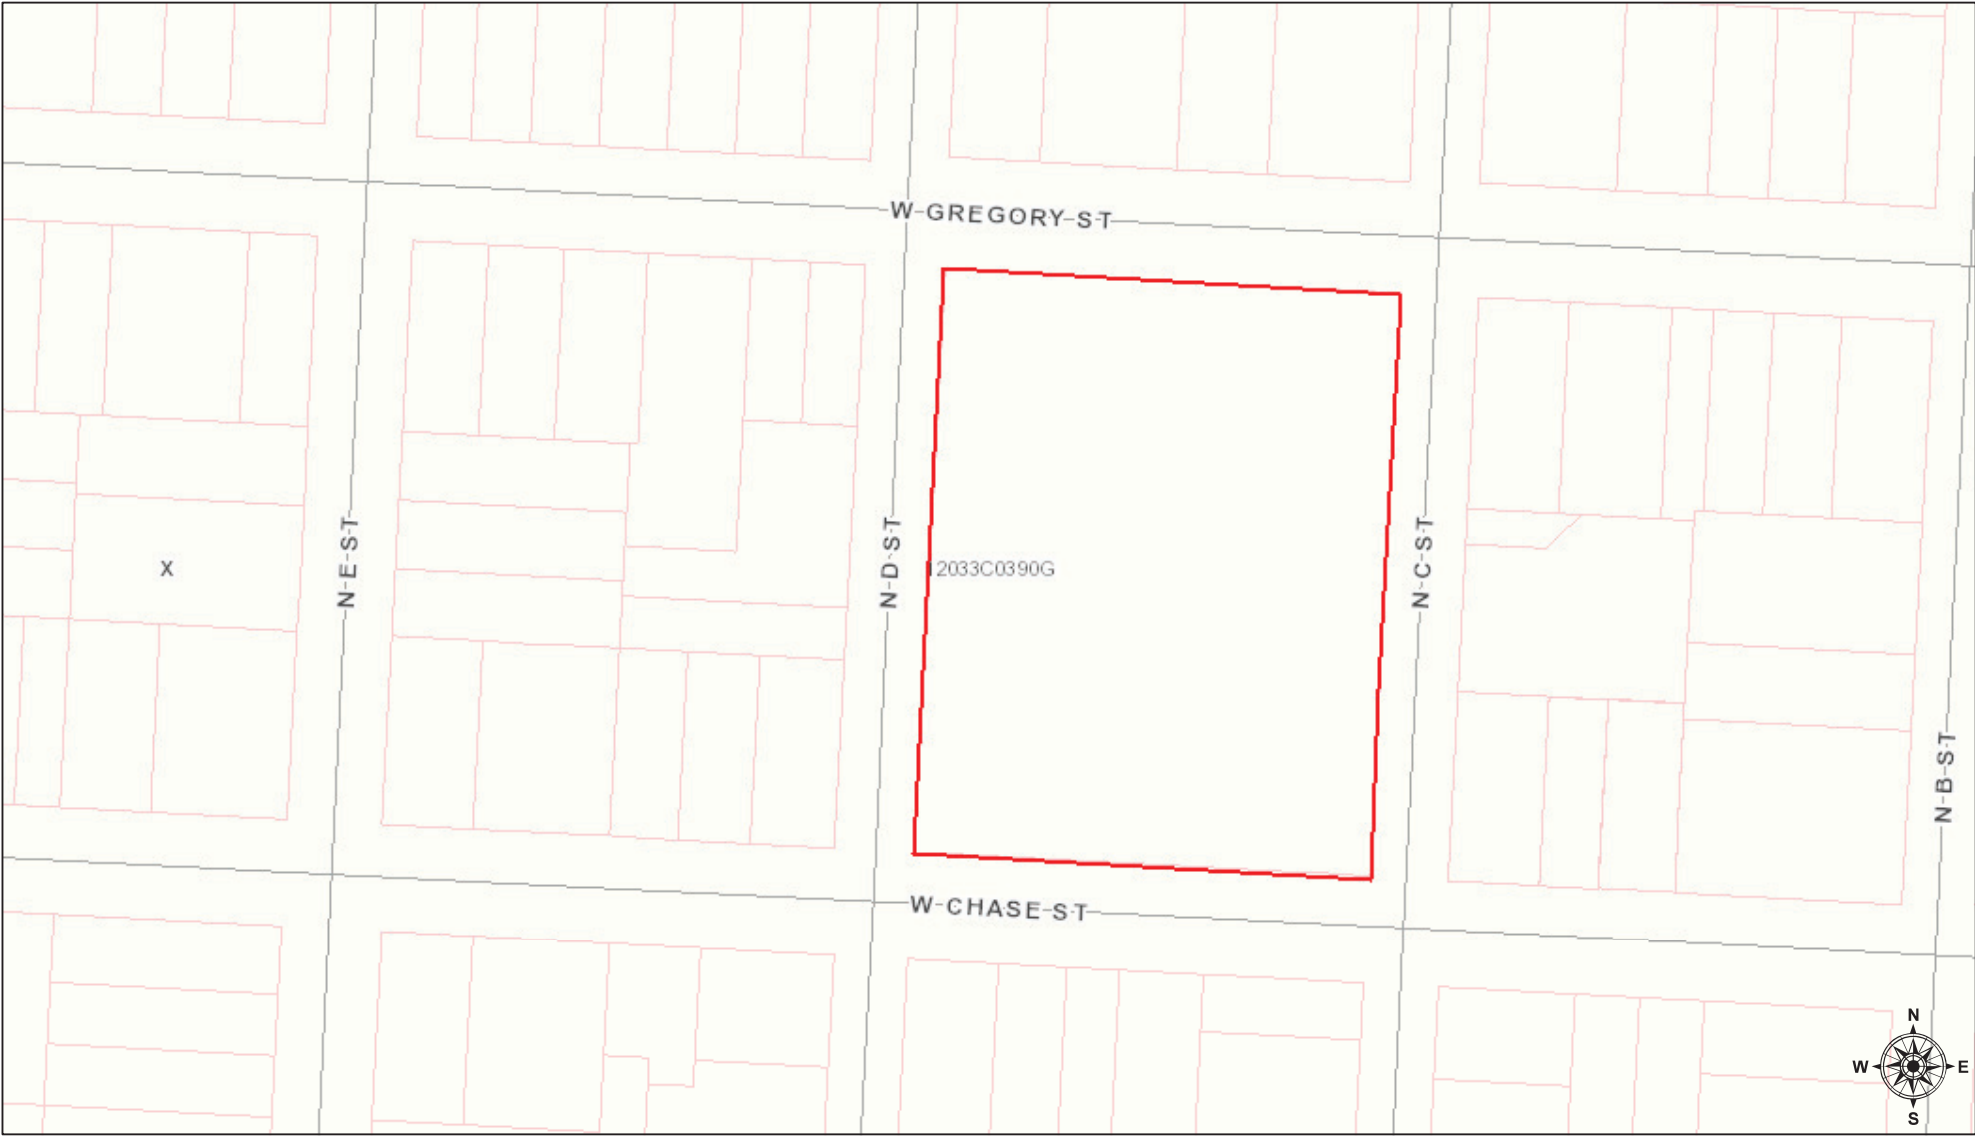 W GREGORY ST
N E ST
N D ST
N C ST
X
12033C0390G
N B ST
W CHASE ST
N
W E
S